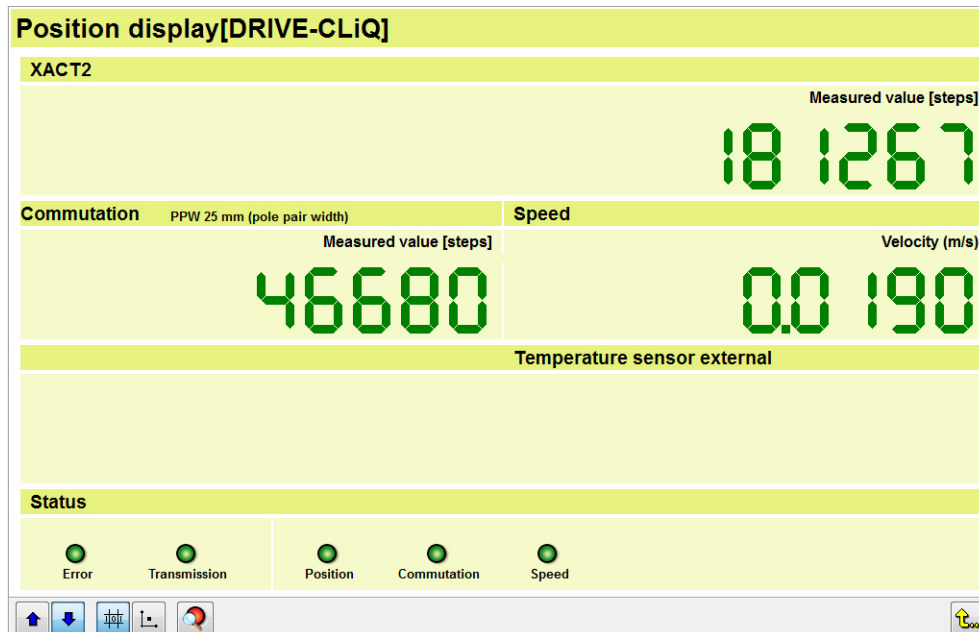 Position display[DRIVE-CLiQ]
XACT2
Measured value [steps]
181267
Commutation PPW 25 mm (pole pair width) Speed
Measured value [steps] Velocity (m/s)
46680 0.0190
Temperature sensor external
Status
Error Transmission Position Commutation Speed